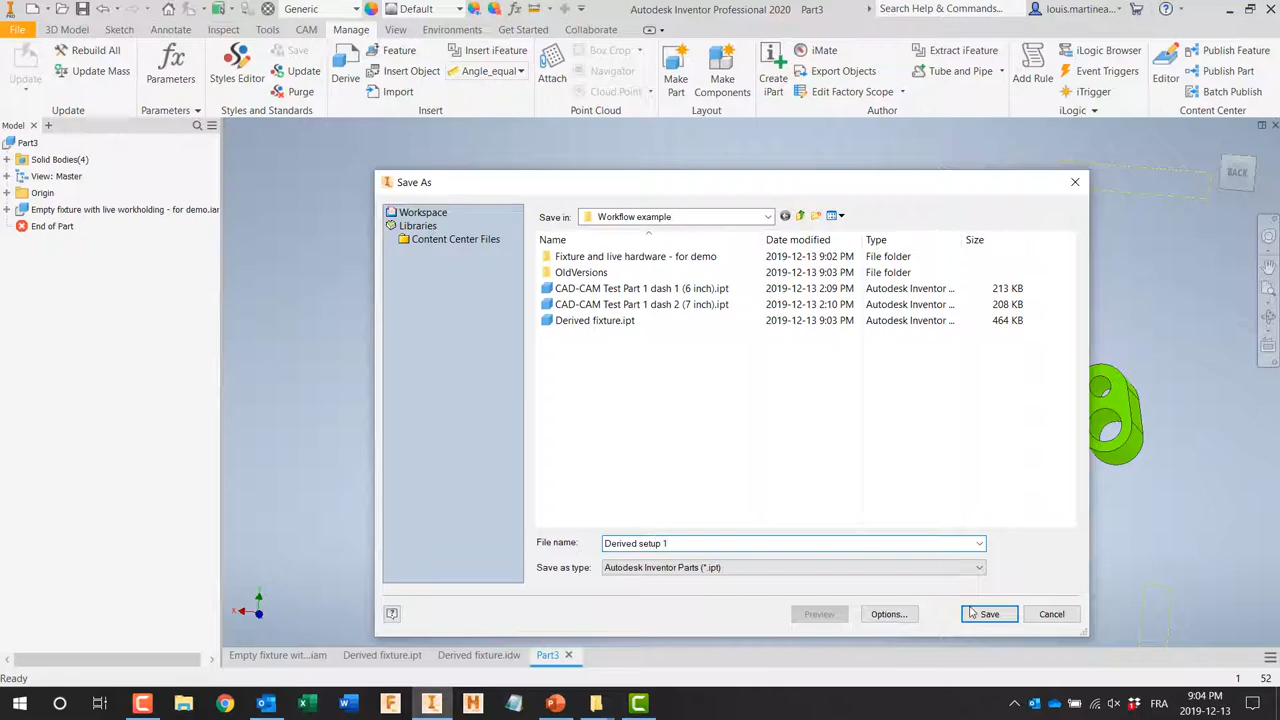 PRO
Generic
Default
Autodesk Inventor Professional 2020 Part3
Search Help & Commands...
louis.martinea...
File 3D Model Sketch Annotate Inspect Tools CAM Manage View Environments Get Started Collaborate
Update
Rebuild All
Update Mass
Update
Parameters
Parameters
Styles Editor
Save
Update
Purge
Styles and Standards
Derive
Feature
Insert Object
Import
Insert iFeature
Angle_equal
Insert
Attach
Box Crop
Navigator
Cloud Point
Point Cloud
Make
Part
Make
Components
Layout
Create
iPart
iMate
Export Objects
Edit Factory Scope
Extract iFeature
Tube and Pipe
Author
Add Rule
iLogic Browser
Event Triggers
iTrigger
iLogic
Editor
Publish Feature
Publish Part
Batch Publish
Content Center
Model
Part3
Solid Bodies(4)
View: Master
Origin
Empty fixture with live workholding - for demo.iar
End of Part
BACK
Save As
Workspace
Libraries
Content Center Files
Save in: Workflow example
Name Date modified Type Size
Fixture and live hardware - for demo 2019-12-13 9:02 PM File folder
OldVersions 2019-12-13 9:03 PM File folder
CAD-CAM Test Part 1 dash 1 (6 inch).ipt 2019-12-13 2:09 PM Autodesk Inventor ... 213 KB
CAD-CAM Test Part 1 dash 2 (7 inch).ipt 2019-12-13 2:10 PM Autodesk Inventor ... 208 KB
Derived fixture.ipt 2019-12-13 9:03 PM Autodesk Inventor ... 464 KB
File name: Derived setup 1
Save as type: Autodesk Inventor Parts (*.ipt)
Preview Options... Save Cancel
X
Empty fixture wit...iam Derived fixture.ipt Derived fixture.idw Part3
Ready 1 52
FRA
9:04 PM
2019-12-13